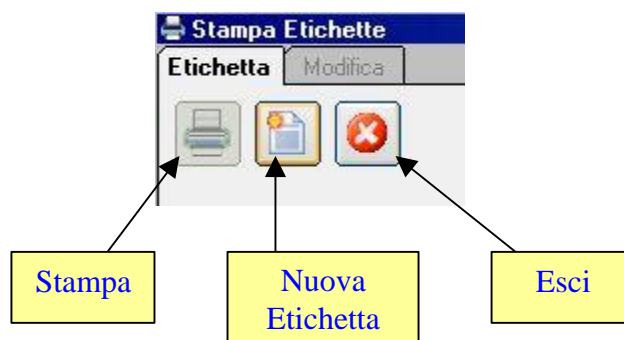 Stampa Etichette
Etichetta Modifica
Stampa
Nuova
Etichetta
Esci